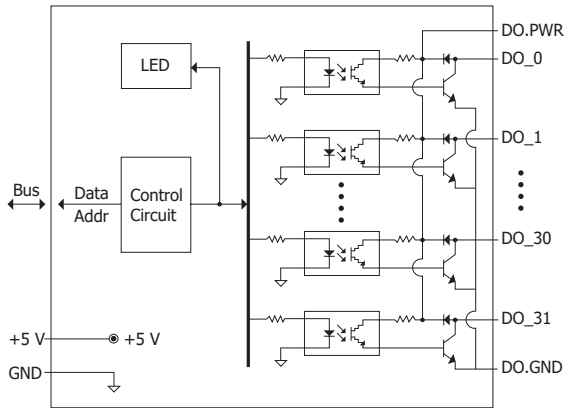 DO.PWR
DO_0
LED
DO_1
Bus
Data
Addr
Control
Circuit
DO_30
DO_31
+5 V
+5 V
GND
DO.GND